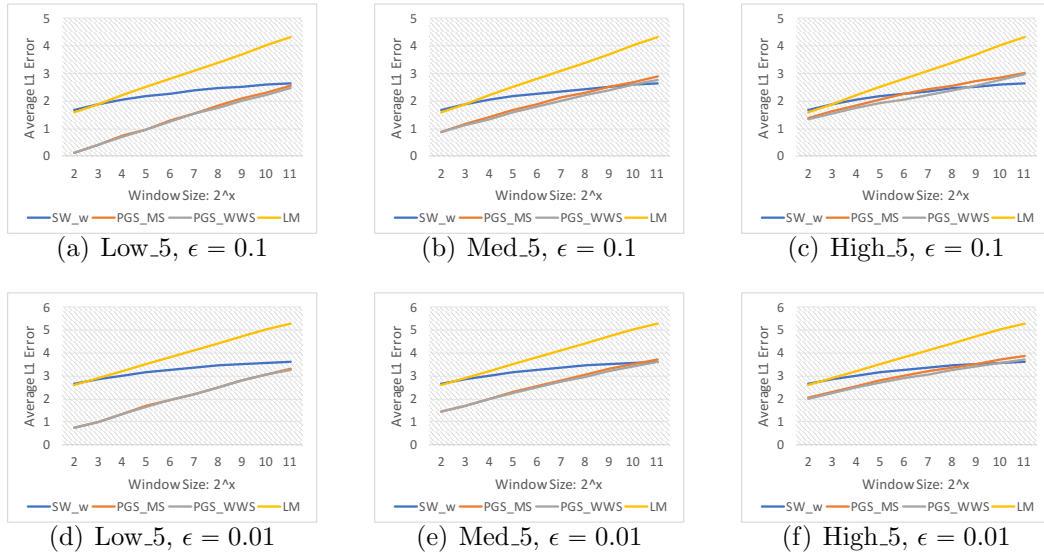 5
4
3
2
1
0
Average L1 Error
2 3 4 5 6 7 8 9 10 11
Window Size: 2^x
SW_w PGS_MS PGS_WWS LM
(a) Low_5, ϵ = 0.1
5
4
3
2
1
0
Average L1 Error
2 3 4 5 6 7 8 9 10 11
Window Size: 2^x
SW_w PGS_MS PGS_WWS LM
(b) Med_5, ϵ = 0.1
5
4
3
2
1
0
Average L1 Error
2 3 4 5 6 7 8 9 10 11
Window Size: 2^x
SW_w PGS_MS PGS_WWS LM
(c) High_5, ϵ = 0.1
6
5
4
3
2
1
0
Average L1 Error
2 3 4 5 6 7 8 9 10 11
Window Size: 2^x
SW_w PGS_MS PGS_WWS LM
(d) Low_5, ϵ = 0.01
6
5
4
3
2
1
0
Average L1 Error
2 3 4 5 6 7 8 9 10 11
Window Size: 2^x
SW_w PGS_MS PGS_WWS LM
(e) Med_5, ϵ = 0.01
6
5
4
3
2
1
0
Average L1 Error
2 3 4 5 6 7 8 9 10 11
Window Size: 2^x
SW_w PGS_MS PGS_WWS LM
(f) High_5, ϵ = 0.01